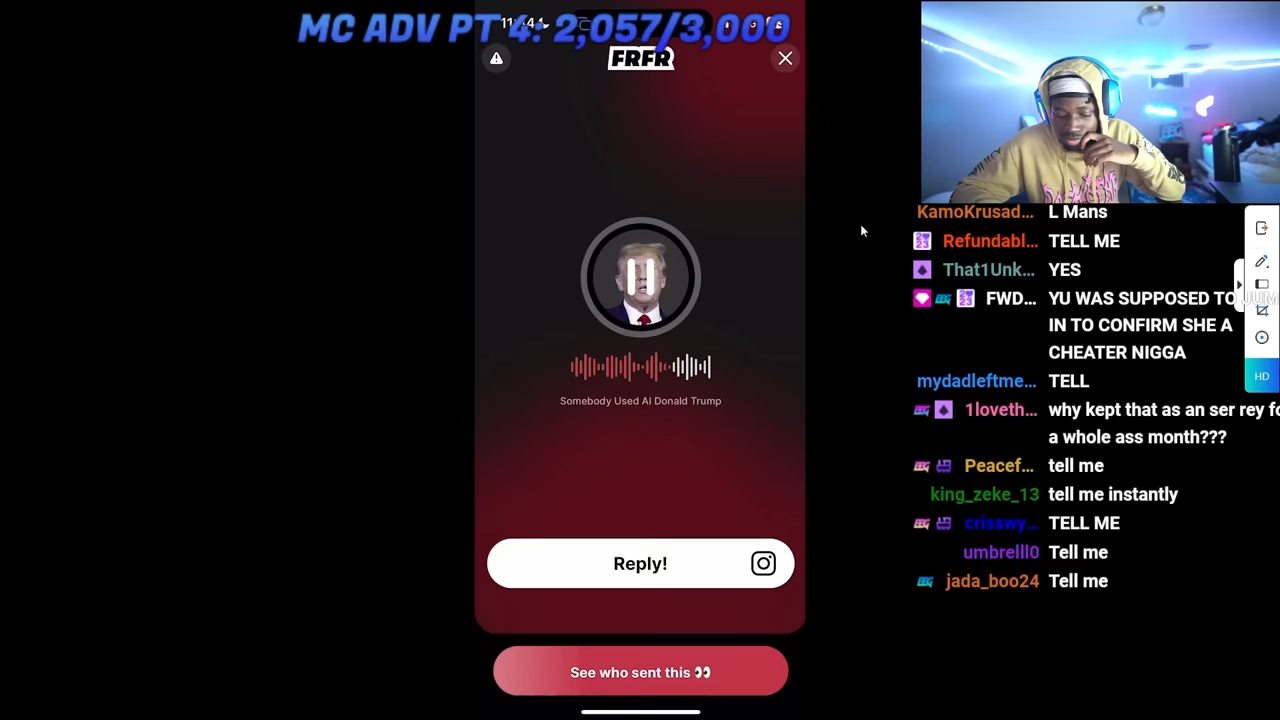 MC ADV PT 4: 2,057/3,000
FRFR
Somebody Used AI Donald Trump
Reply!
See who sent this 👀
KamoKrusad... L Mans
Refundabl... TELL ME
That1Unk... YES
FWD... YU WAS SUPPOSED TO JUM
IN TO CONFIRM SHE A
CHEATER NIGGA
mydadleftme... TELL
1loveth... why kept that as an ser rey fo
a whole ass month???
Peacef... tell me
king_zeke_13 tell me instantly
crisswy... TELL ME
umbrelll0 Tell me
jada_boo24 Tell me
HD